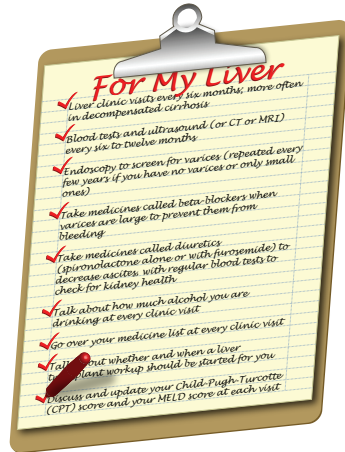 For My Liver
Liver clinic visits every six months; more often
in decompensated cirrhosis
Blood tests and ultrasound (or CT or MRI)
every six to twelve months
Endoscopy to screen for varices (repeated every
few years if you have no varices or only small
ones)
Take medicines called beta-blockers when
varices are large to prevent them from
bleeding
Take medicines called diuretics
(spironolactone alone or with furosemide) to
decrease ascites. with regular blood tests to
check for kidney health
Talk about how much alcohol you are
drinking at every clinic visit
Go over your medicine list at every clinic visit
whether and when a liver
workup should be started for you
Discuss and update your Child-Pugh-Turcotte
(CPT) score and your MELD score at each visit